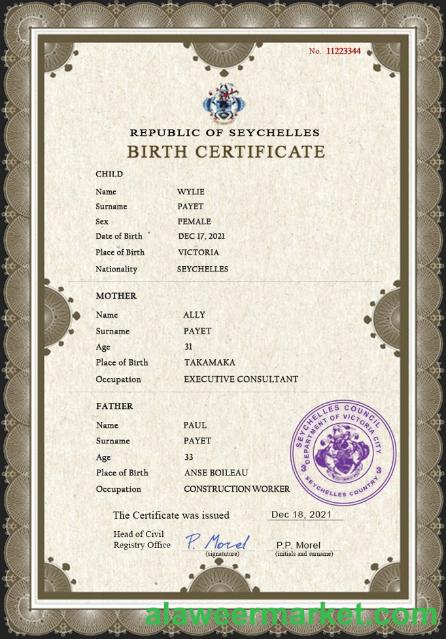 No. 11223344
REPUBLIC OF SEYCHELLES
BIRTH CERTIFICATE
CHILD
Name WYLIE
Surname PAYET
Sex FEMALE
Date of Birth DEC 17, 2021
Place of Birth VICTORIA
Nationality SEYCHELLES
MOTHER
Name ALLY
Surname PAYET
Age 31
Place of Birth TAKAMAKA
Occupation EXECUTIVE CONSULTANT
FATHER
Name PAUL
Surname PAYET
Age 33
Place of Birth ANSE BOILEAU
Occupation CONSTRUCTION WORKER
SEYCHELLES COUNCIL
DEPARTMENT OF VICTORIA CITY
3 3
SEYCHELLES COUNTRY
The Certificate was issued Dec 18, 2021
Head of Civil
Registry Office P. Morel P.P. Morel
(signature) (initials and surname)
alaweermarket.com